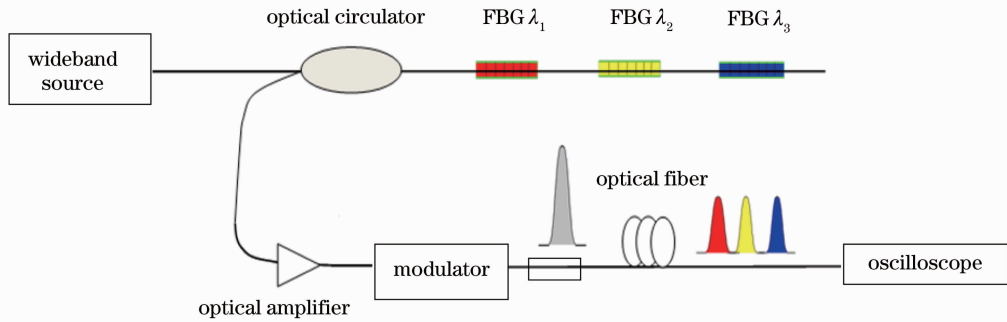 optical circulator
FBG λ₁
FBG λ₂
FBG λ₃
wideband
source
optical fiber
modulator
oscilloscope
optical amplifier